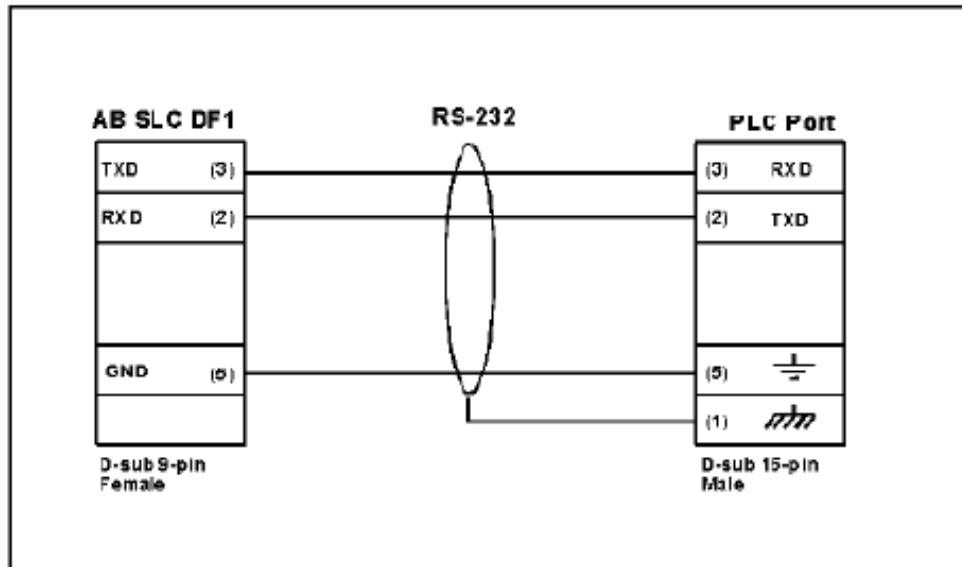 AB SLC DF1
RS-232
PLC Port
TXD (3)
(3) RXD
RXD (2)
(2) TXD
GND (5)
(5)
(1)
D-sub 9-pin
Female
D-sub 15-pin
Male